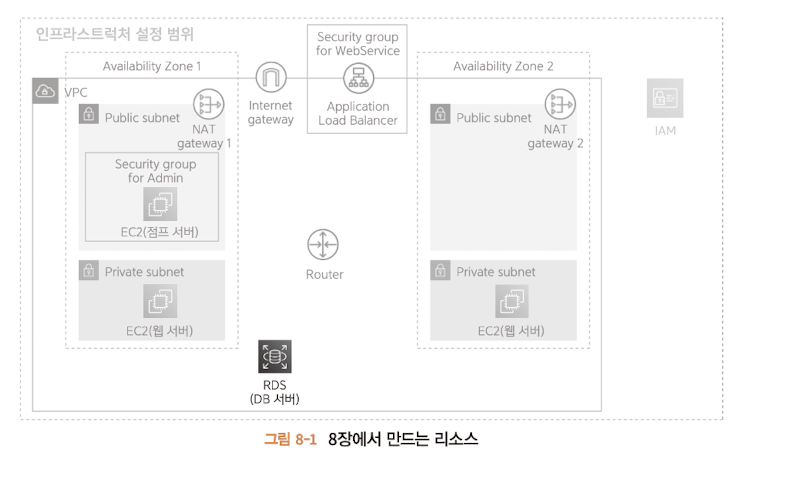 인프라스트럭처 설정 범위
Security group
for WebService
Availability Zone 1
Availability Zone 2
VPC
Internet
gateway
Application
Load Balancer
Public subnet
NAT
gateway 1
Public subnet
NAT
gateway 2
IAM
Security group
for Admin
EC2(점프 서버)
Router
Private subnet
EC2(웹 서버)
Private subnet
EC2(웹 서버)
RDS
(DB 서버)
그림 8-1 8장에서 만드는 리소스